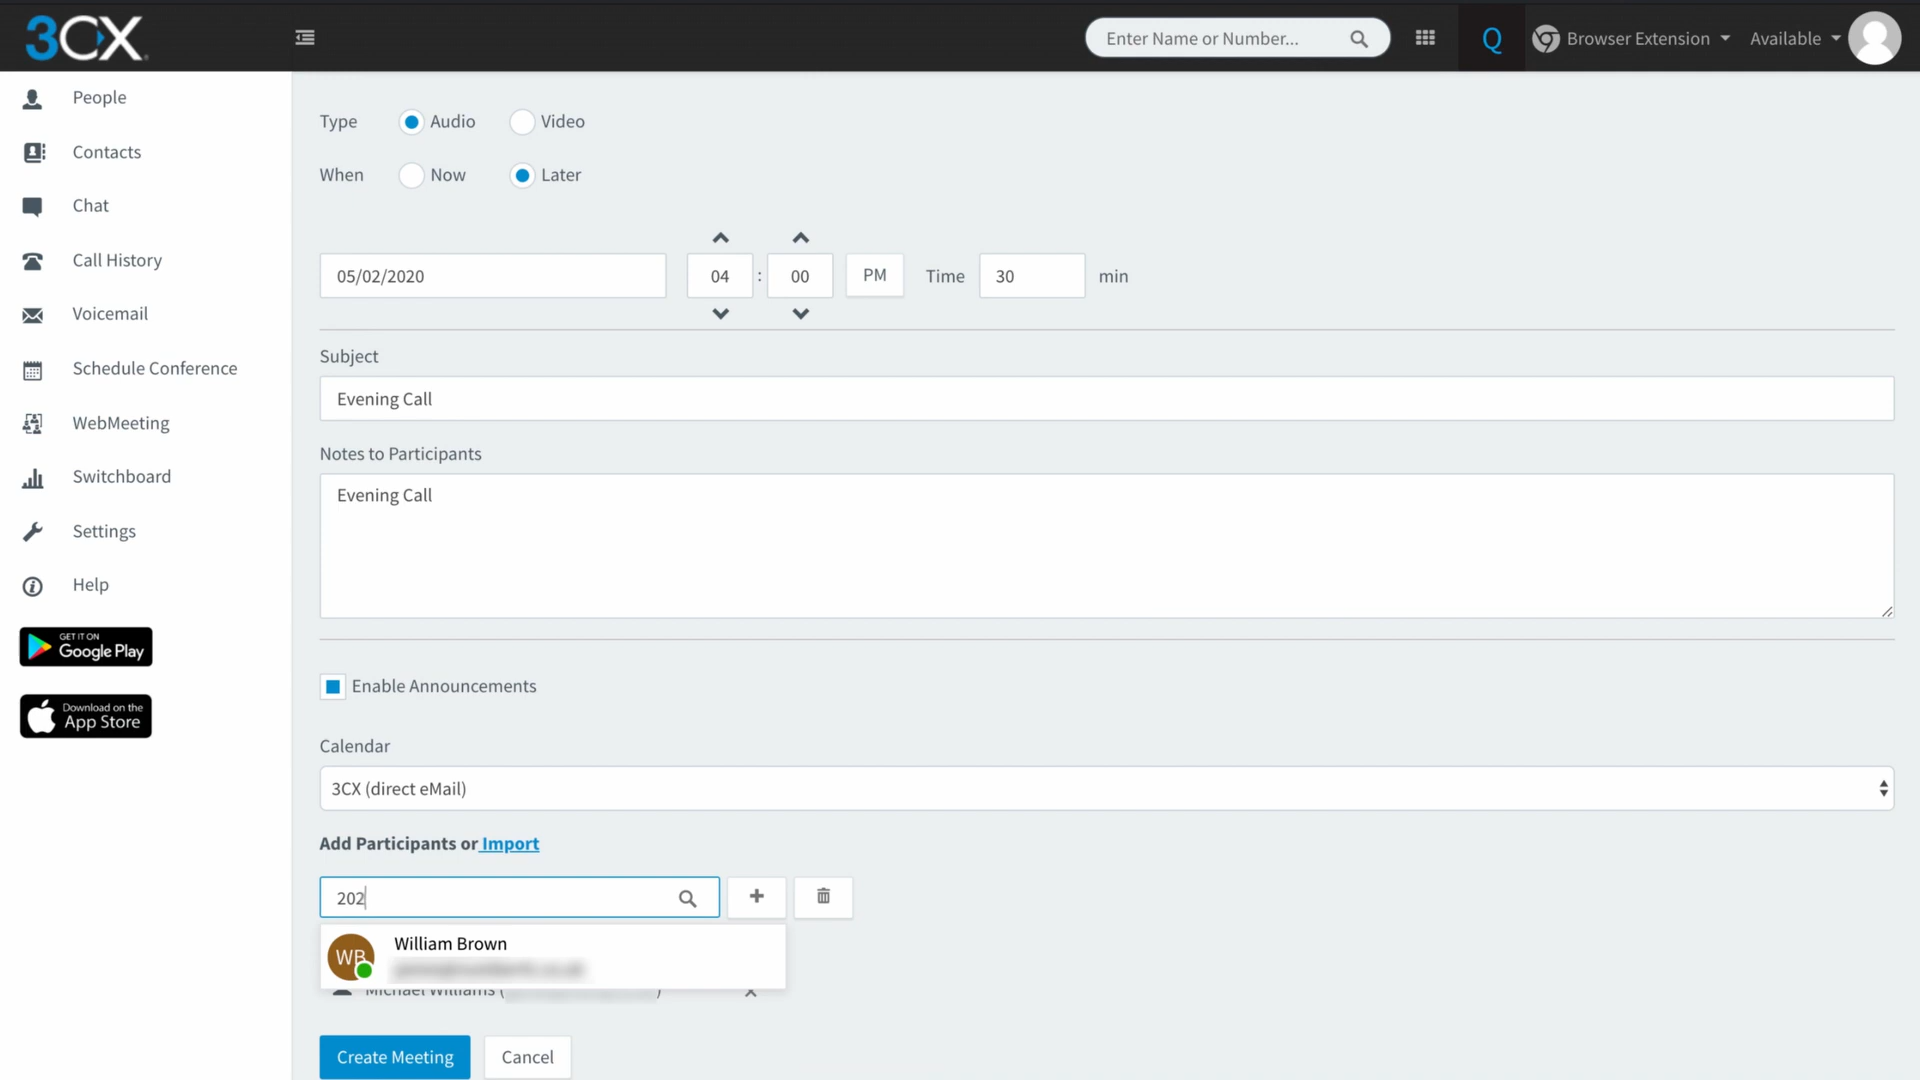 3CX
Enter Name or Number...
Q
Browser Extension
Available
People
Contacts
Chat
Call History
Voicemail
Schedule Conference
WebMeeting
Switchboard
Settings
Help
GET IT ON
Google Play
Download on the
App Store
Type
Audio
Video
When
Now
Later
05/02/2020
04 : 00 PM Time 30 min
Subject
Evening Call
Notes to Participants
Evening Call
Enable Announcements
Calendar
3CX (direct eMail)
Add Participants or Import
202
WB
William Brown
Michael Williams (
)
Create Meeting
Cancel